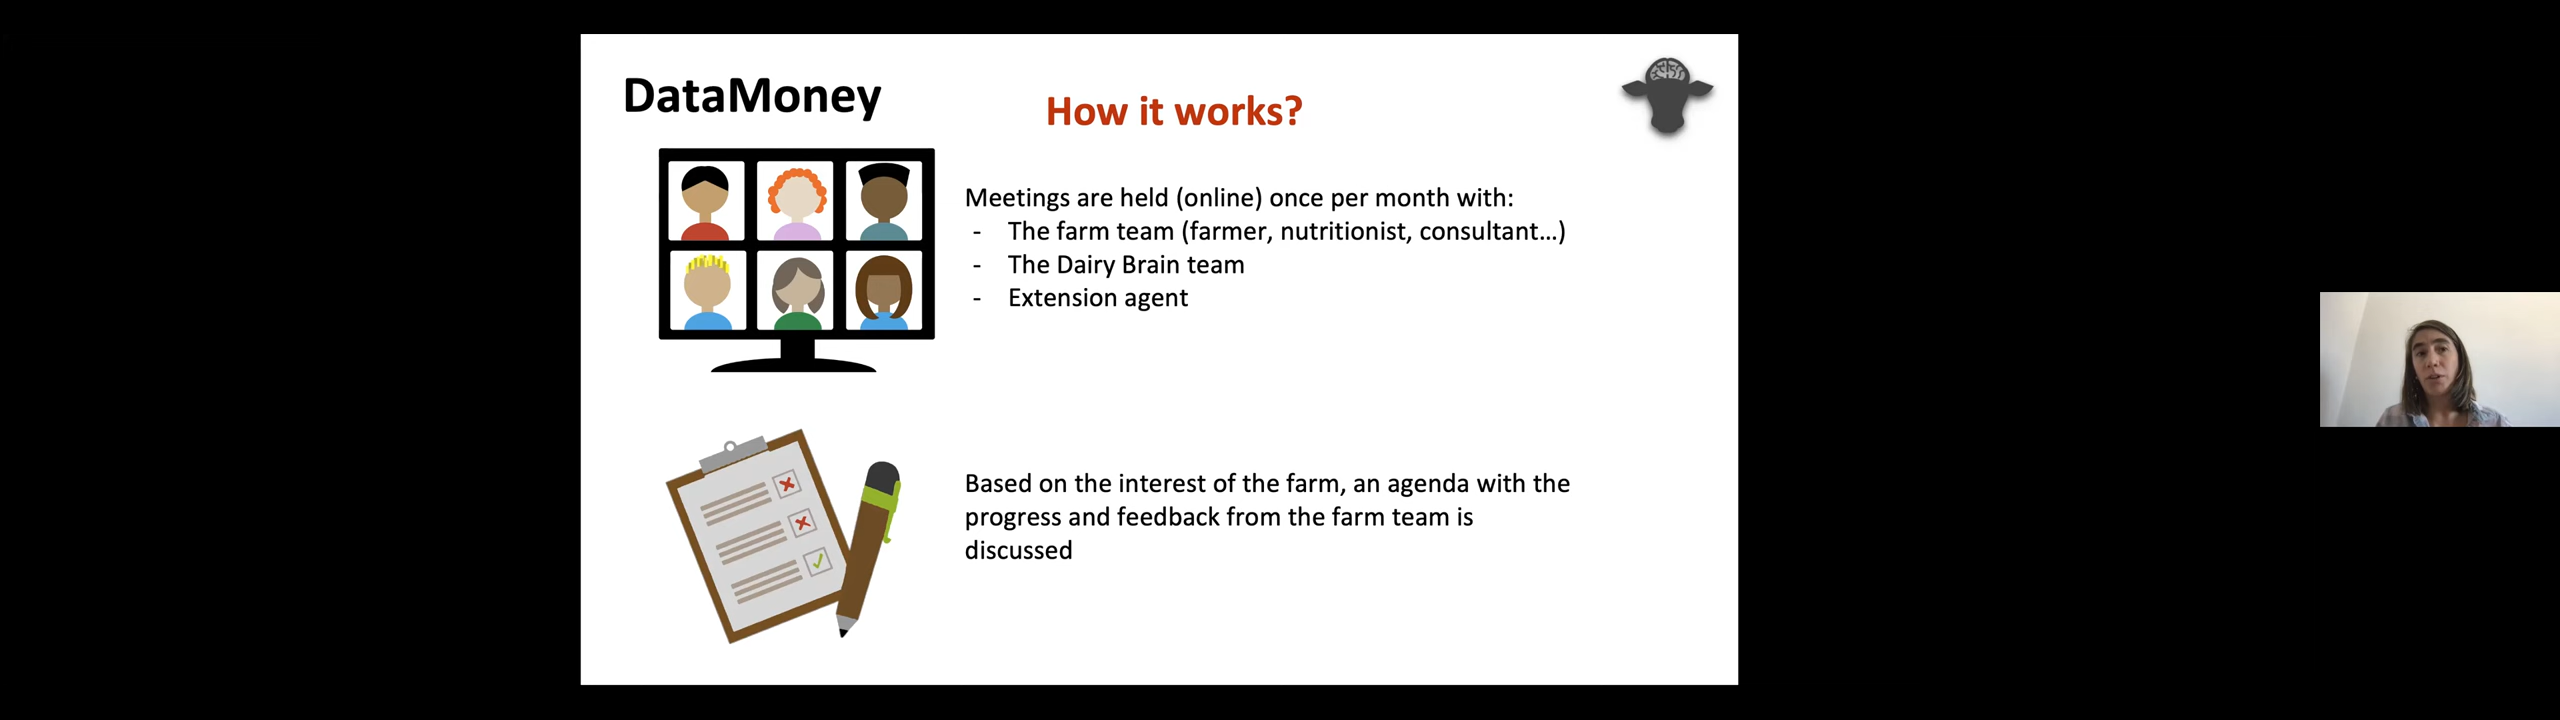 DataMoney
How it works?
Meetings are held (online) once per month with:
- The farm team (farmer, nutritionist, consultant...)
- The Dairy Brain team
- Extension agent
Based on the interest of the farm, an agenda with the
progress and feedback from the farm team is
discussed